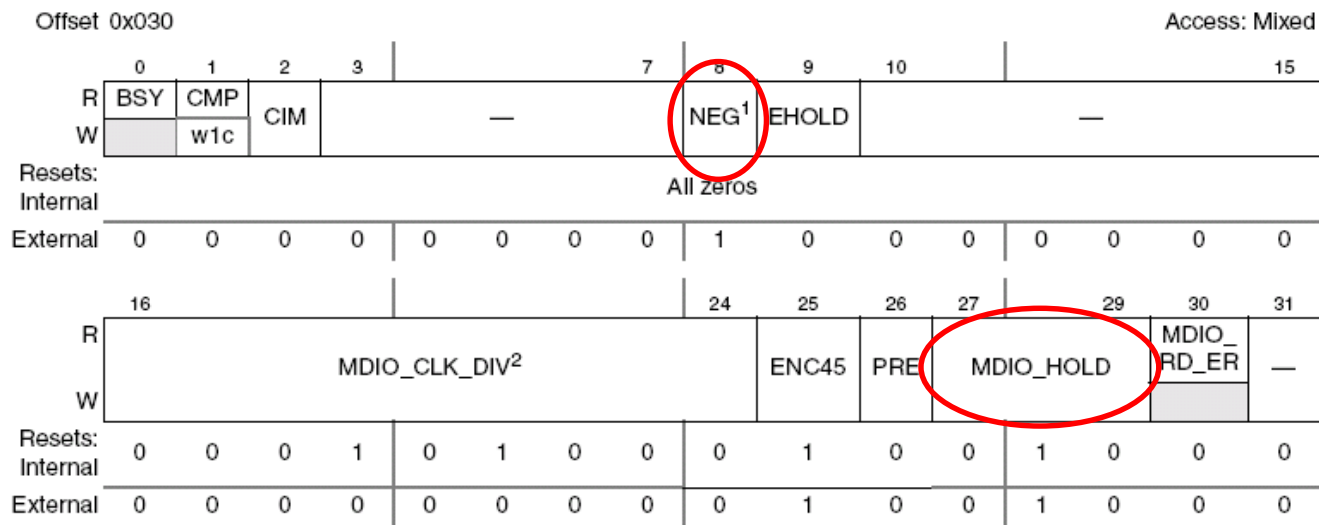 Offset 0x030 Access: Mixed
0 1 2 3 7 8 9 10 15
R BSY CMP CIM — NEG¹ EHOLD —
W w1c
Resets:
Internal All zeros
External 0 0 0 0 0 0 0 0 1 0 0 0 0 0 0 0
16 24 25 26 27 29 30 31
R MDIO_CLK_DIV² ENC45 PRE MDIO_HOLD MDIO_
RD_ER —
W
Resets:
Internal 0 0 0 1 0 1 0 0 0 1 0 0 1 0 0 0
External 0 0 0 0 0 0 0 0 0 1 0 0 1 0 0 0